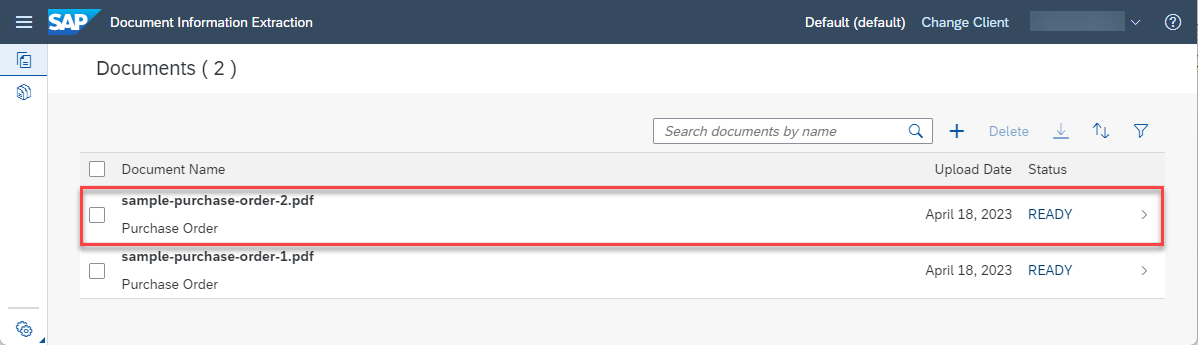 SAP Document Information Extraction Default (default) Change Client
Documents ( 2 )
Search documents by name Delete
Document Name Upload Date Status
sample-purchase-order-2.pdf
Purchase Order April 18, 2023 READY
sample-purchase-order-1.pdf
Purchase Order April 18, 2023 READY